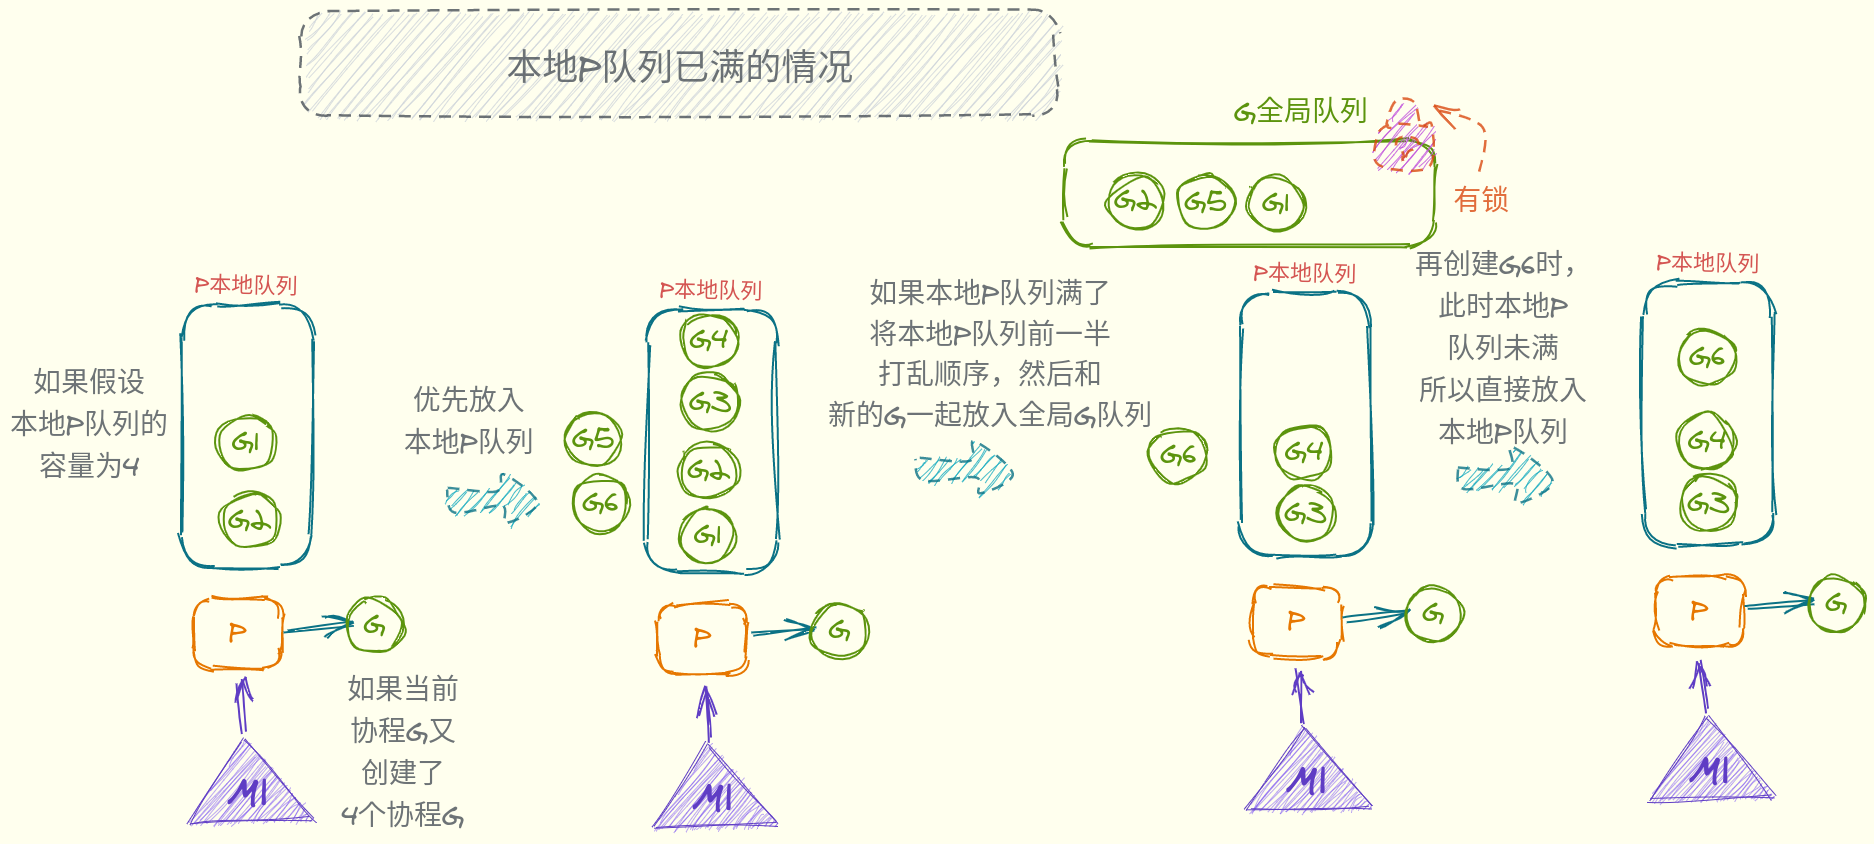 本地P队列已满的情况
G全局队列
G2
G5
G1
有锁
P本地队列
如果假设
本地P队列的
容量为4
G1
G2
P
G
M1
如果当前
协程G又
创建了
4个协程G
优先放入
本地P队列
G5
G6
P本地队列
G4
G3
G2
G1
P
G
M1
如果本地P队列满了
将本地P队列前一半
打乱顺序，然后和
新的G一起放入全局G队列
G6
P本地队列
G4
G3
P
G
M1
再创建G6时，
此时本地P
队列未满
所以直接放入
本地P队列
P本地队列
G6
G4
G3
P
G
M1